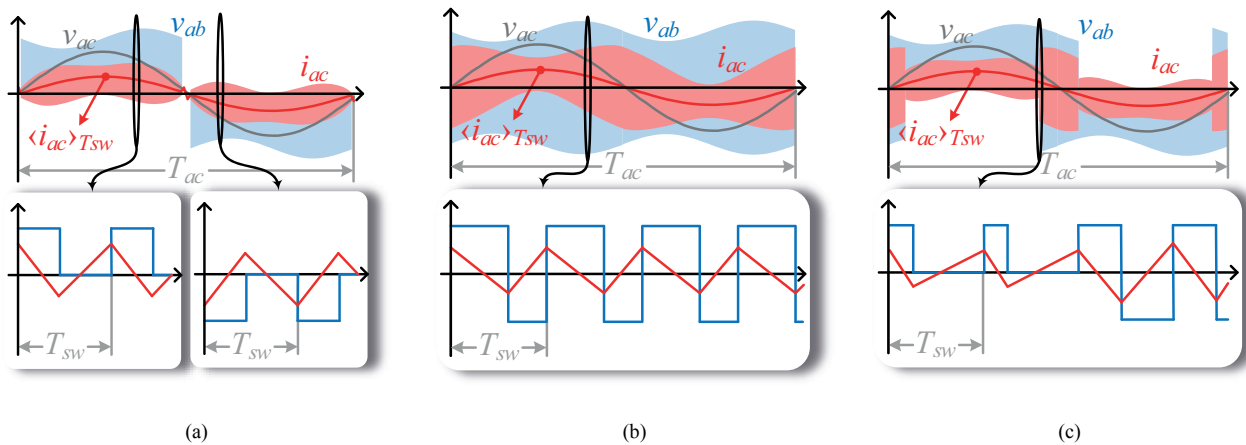 v_ac v_ab i_ac
⟨i_ac⟩_Tsw
T_ac
T_sw
T_sw
(a)
v_ac v_ab i_ac
⟨i_ac⟩_Tsw
T_ac
T_sw
(b)
v_ac v_ab i_ac
⟨i_ac⟩_Tsw
T_ac
T_sw
(c)